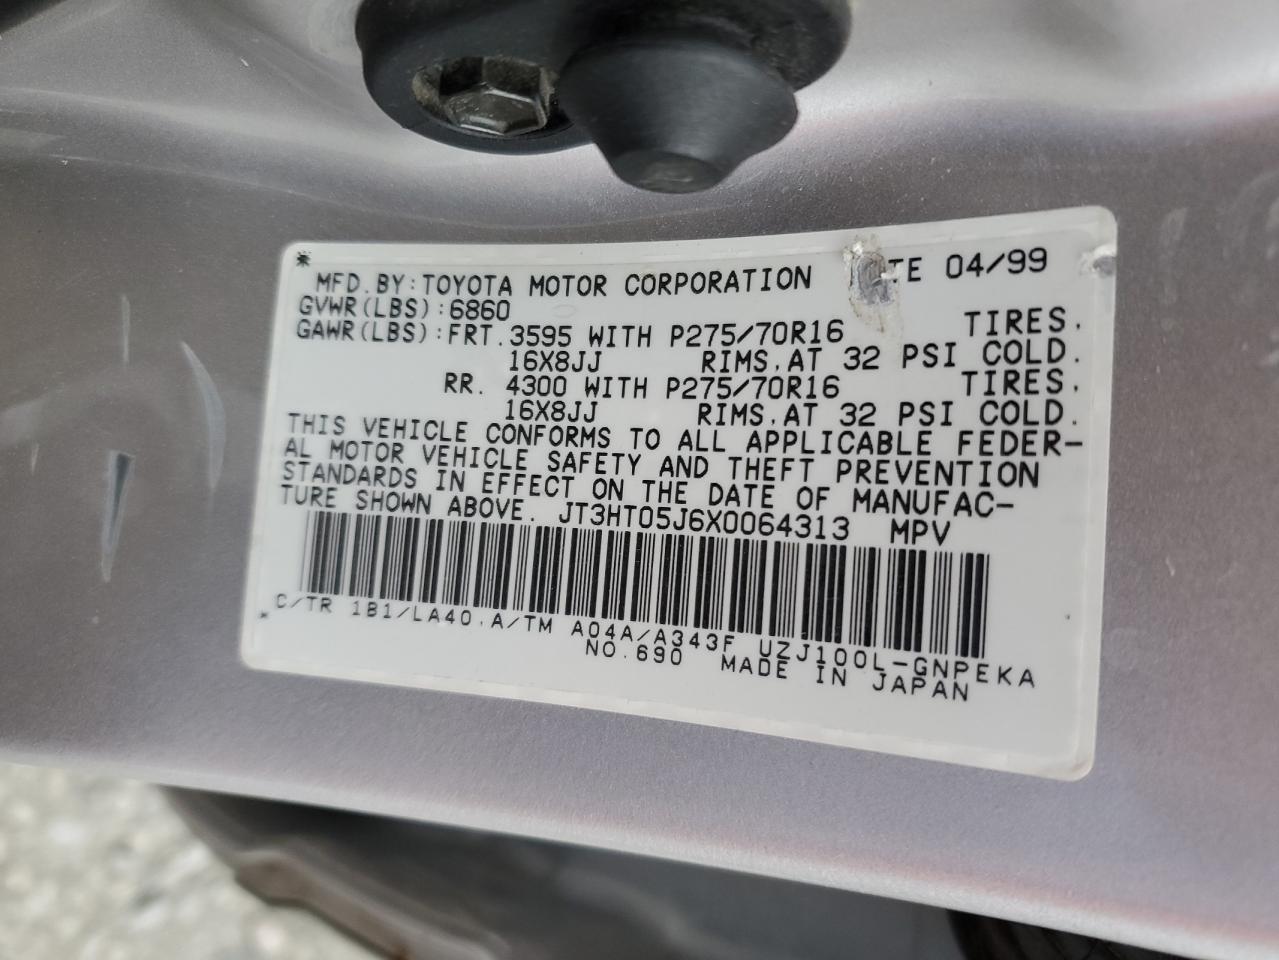 MFD.BY:TOYOTA MOTOR CORPORATION TE 04/99
GVWR(LBS):6860
GAWR(LBS):FRT.3595 WITH P275/70R16 TIRES.
16X8JJ RIMS,AT 32 PSI COLD.
RR. 4300 WITH P275/70R16 TIRES.
16X8JJ RIMS,AT 32 PSI COLD.
THIS VEHICLE CONFORMS TO ALL APPLICABLE FEDER-
AL MOTOR VEHICLE SAFETY AND THEFT PREVENTION
STANDARDS IN EFFECT ON THE DATE OF MANUFAC-
TURE SHOWN ABOVE. JT3HT05J6X0064313 MPV
C/TR 1B1/LA40.A/TM A04A/A343F UZJ100L-GNPEKA
NO.690 MADE IN JAPAN